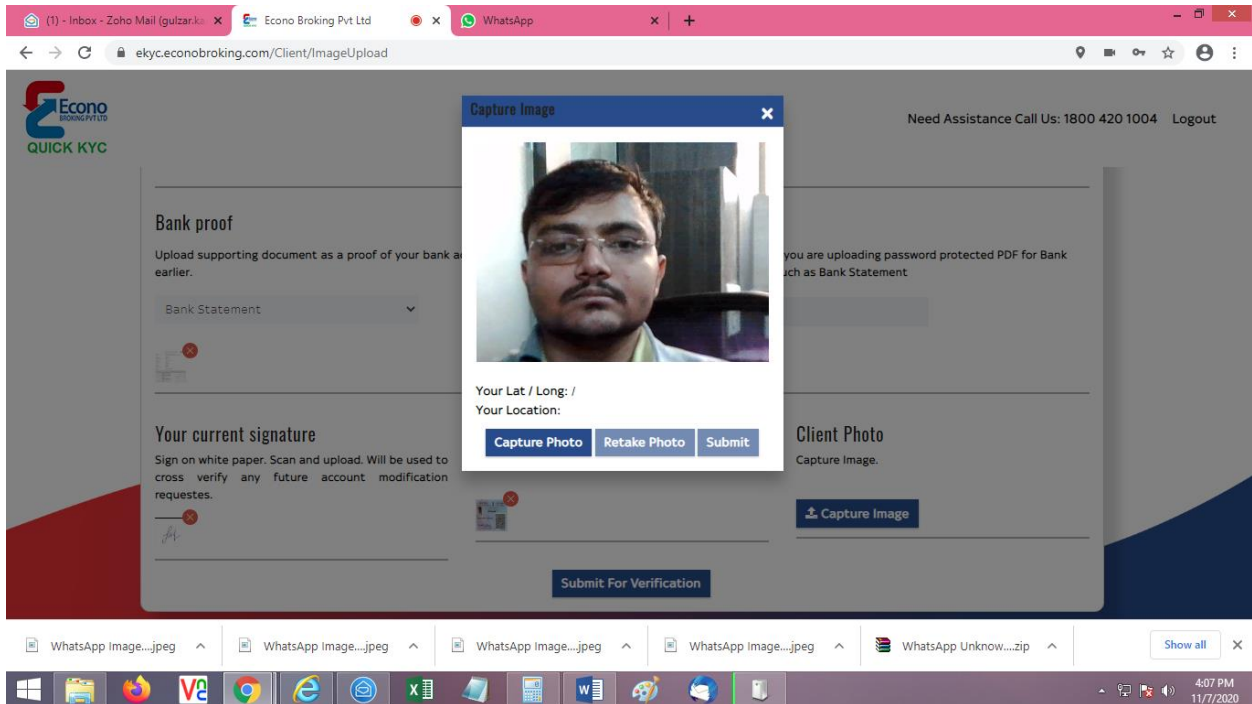 (1) - Inbox - Zoho Mail (gulzar.ka
Econo Broking Pvt Ltd
WhatsApp
ekyc.econobroking.com/Client/ImageUpload
Econo
BROKING PVT LTD
QUICK KYC
Need Assistance Call Us: 1800 420 1004 Logout
Capture Image
Bank proof
Upload supporting document as a proof of your bank
earlier.
you are uploading password protected PDF for Bank
such as Bank Statement
Bank Statement
Your Lat / Long: /
Your Location:
Capture Photo Retake Photo Submit
Your current signature
Sign on white paper. Scan and upload. Will be used to
cross verify any future account modification
requestes.
Client Photo
Capture Image.
Capture Image
Submit For Verification
WhatsApp Image....jpeg
WhatsApp Image....jpeg
WhatsApp Image....jpeg
WhatsApp Image....jpeg
WhatsApp Unknow....zip
Show all
4:07 PM
11/7/2020